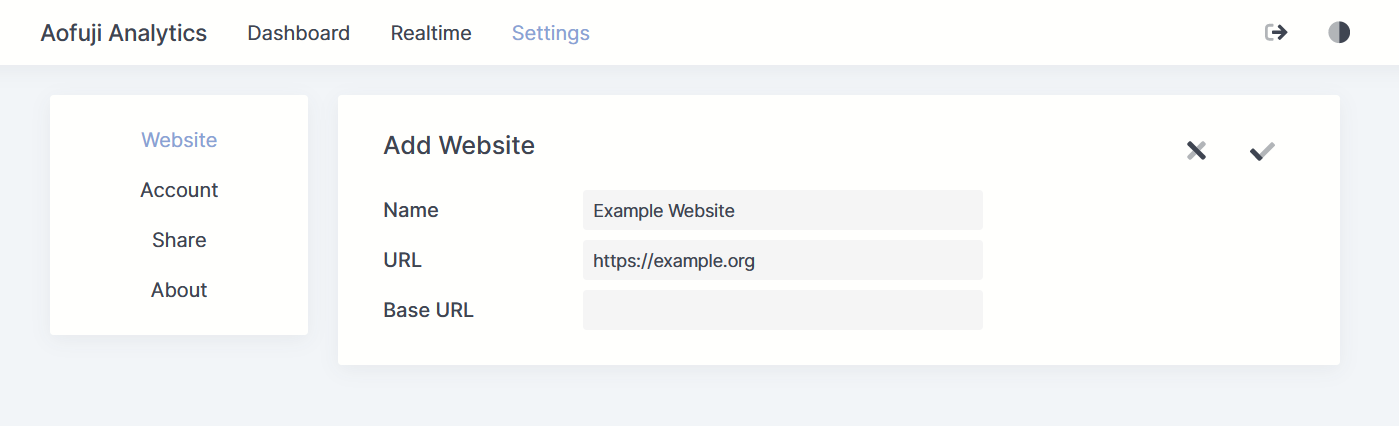 Aofuji Analytics Dashboard Realtime Settings
Website
Account
Share
About
Add Website
Name Example Website
URL https://example.org
Base URL